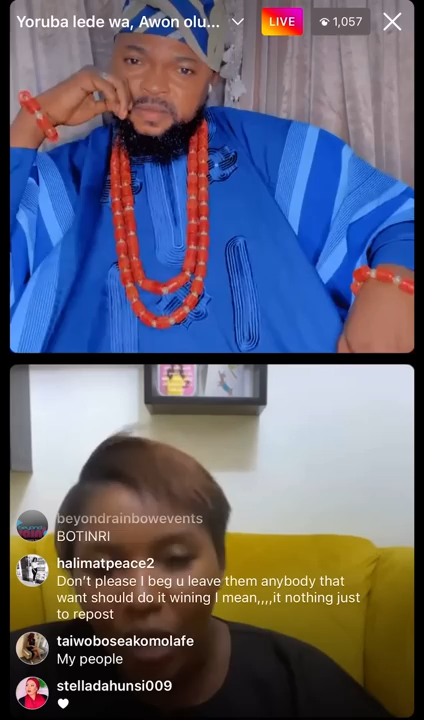 Yoruba lede wa, Awon olu...
LIVE
1,057
beyondrainbowevents
BOTINRI
halimatpeace2
Don't please I beg u leave them anybody that
want should do it wining I mean,,,,it nothing just
to repost
taiwoboseakomolafe
My people
stelladahunsi009